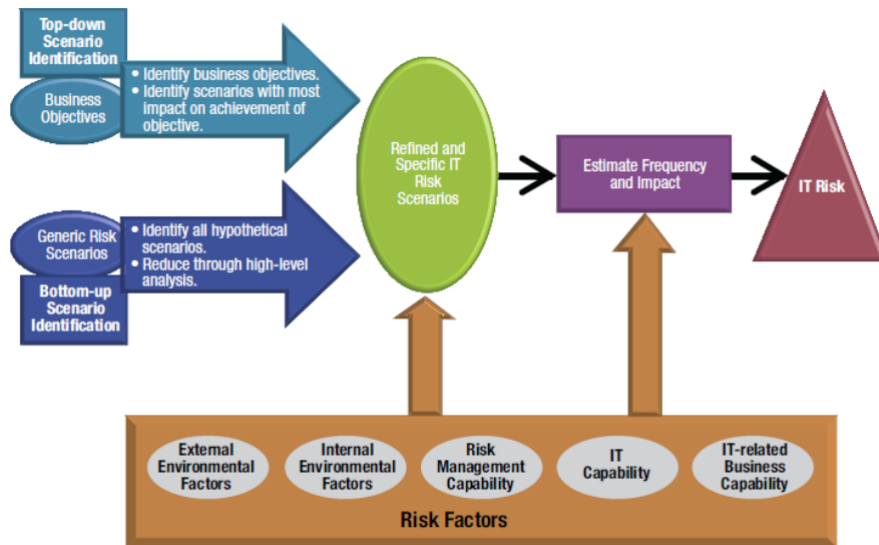 Top-down
Scenario
Identification
Business
Objectives
• Identify business objectives.
• Identify scenarios with most
impact on achievement of
objective.
Generic Risk
Scenarios
Bottom-up
Scenario
Identification
• Identify all hypothetical
scenarios.
• Reduce through high-level
analysis.
Refined and
Specific IT
Risk
Scenarios
Estimate Frequency
and Impact
IT Risk
External
Environmental
Factors
Internal
Environmental
Factors
Risk
Management
Capability
IT
Capability
IT-related
Business
Capability
Risk Factors